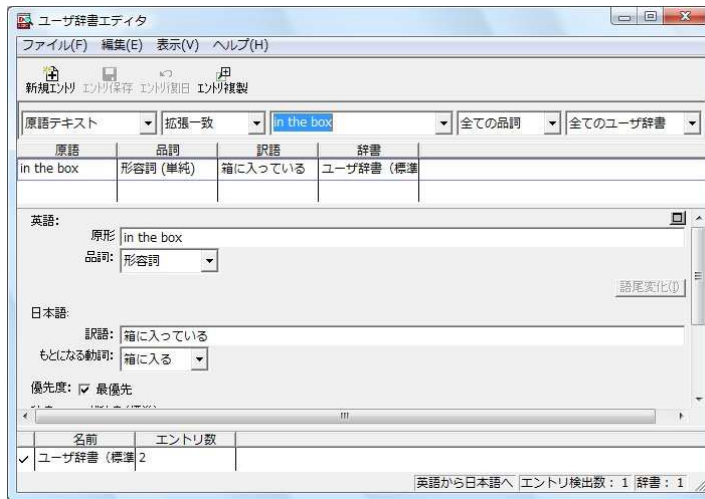 ユーザ辞書エディタ
ファイル(F) 編集(E) 表示(V) ヘルプ(H)
新規エントリ エントリ保存 エントリ復旧 エントリ複製
原語テキスト 拡張一致 in the box 全ての品詞 全てのユーザ辞書
原語 品詞 訳語 辞書
in the box 形容詞 (単純) 箱に入っている ユーザ辞書（標準
英語:
原形 in the box
品詞: 形容詞
語尾変化(I)
日本語:
訳語: 箱に入っている
もとになる動詞: 箱に入る
優先度: 最優先
名前 エントリ数
ユーザ辞書（標準 2
英語から日本語へ エントリ検出数: 1 辞書: 1